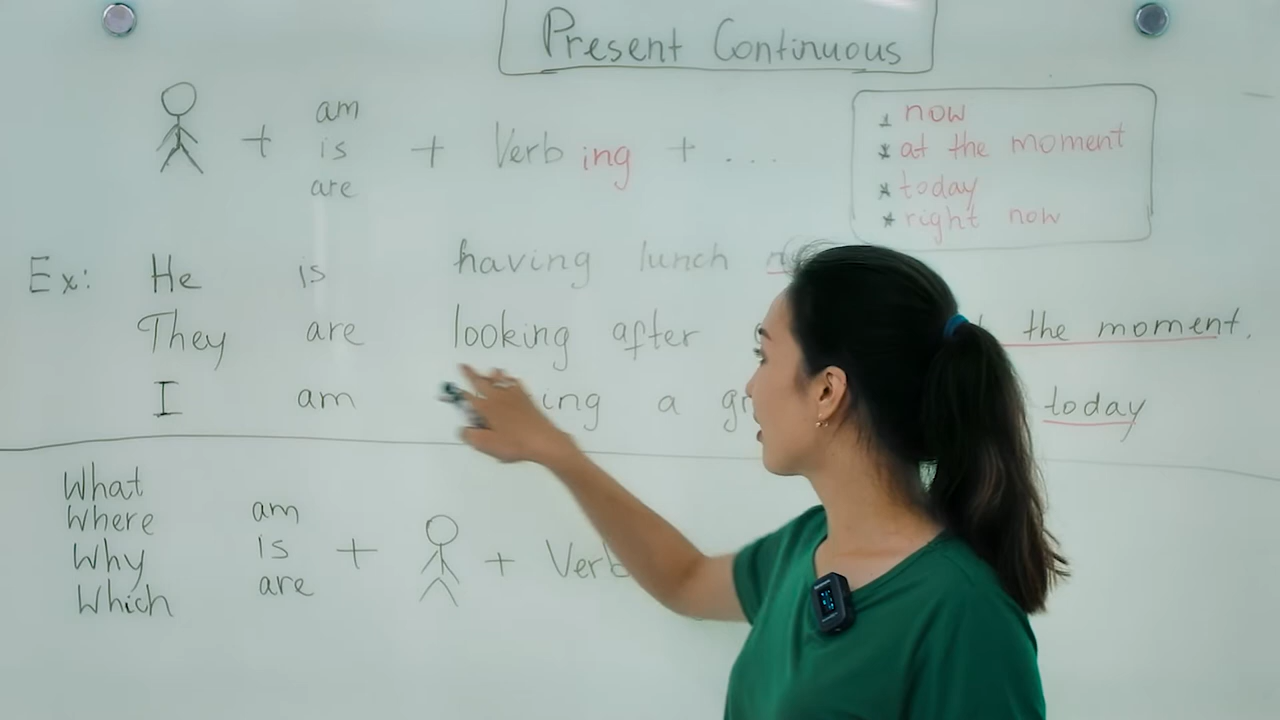 Present Continuous
+ am is are + Verb ing + ...
* now
* at the moment
* today
* right now
Ex: He is having lunch
They are looking after the moment.
I am a today
What
Where
Why
Which
am is are + + Verb